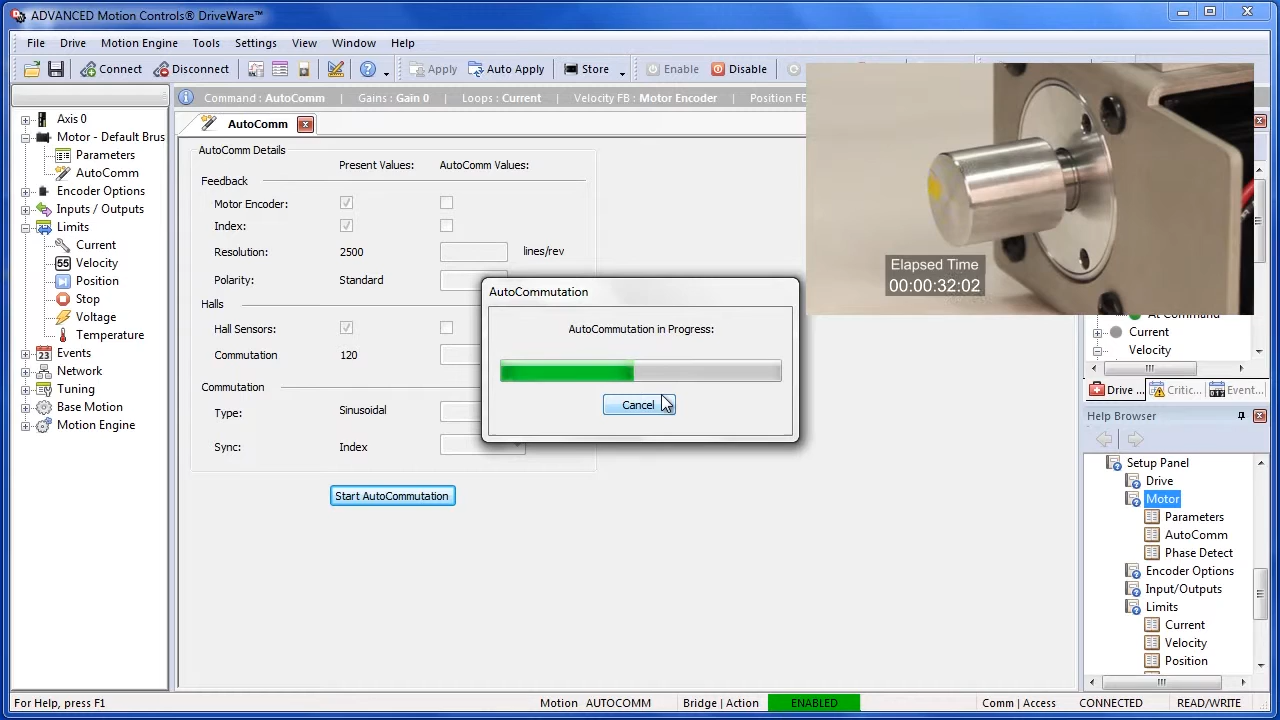 ADVANCED Motion Controls® DriveWare™
File Drive Motion Engine Tools Settings View Window Help
Connect Disconnect Apply Auto Apply Store Enable Disable
Command : AutoComm Gains: Gain 0 Loops: Current Velocity FB: Motor Encoder Position FE
Axis 0
Motor - Default Brus
Parameters
AutoComm
Encoder Options
Inputs / Outputs
Limits
Current
55 Velocity
Position
Stop
Voltage
Temperature
23 Events
Network
Tuning
Base Motion
Motion Engine
AutoComm
AutoComm Details
Present Values: AutoComm Values:
Feedback
Motor Encoder:
Index:
Resolution: 2500 lines/rev
Polarity: Standard
Halls
Hall Sensors:
Commutation 120
Commutation
Type: Sinusoidal
Sync: Index
Start AutoCommutation
AutoCommutation
AutoCommutation in Progress:
Cancel
Elapsed Time
00:00:32:02
Current
Velocity
Drive ... Critic... Event...
Help Browser
Setup Panel
Drive
Motor
Parameters
AutoComm
Phase Detect
Encoder Options
Input/Outputs
Limits
Current
Velocity
Position
For Help, press F1 Motion AUTOCOMM Bridge | Action ENABLED Comm | Access CONNECTED READ/WRITE